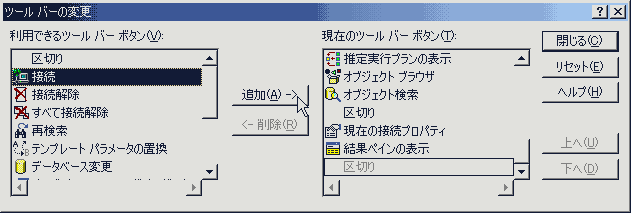 ツール バーの変更
利用できるツール バー ボタン(V):
区切り
接続
接続解除
すべて接続解除
再検索
テンプレート パラメータの置換
データベース変更
追加(A) ->
<- 削除(R)
現在のツール バー ボタン(T):
推定実行プランの表示
オブジェクト ブラウザ
オブジェクト検索
区切り
現在の接続プロパティ
結果ペインの表示
区切り
閉じる(C)
リセット(E)
ヘルプ(H)
上へ(U)
下へ(D)